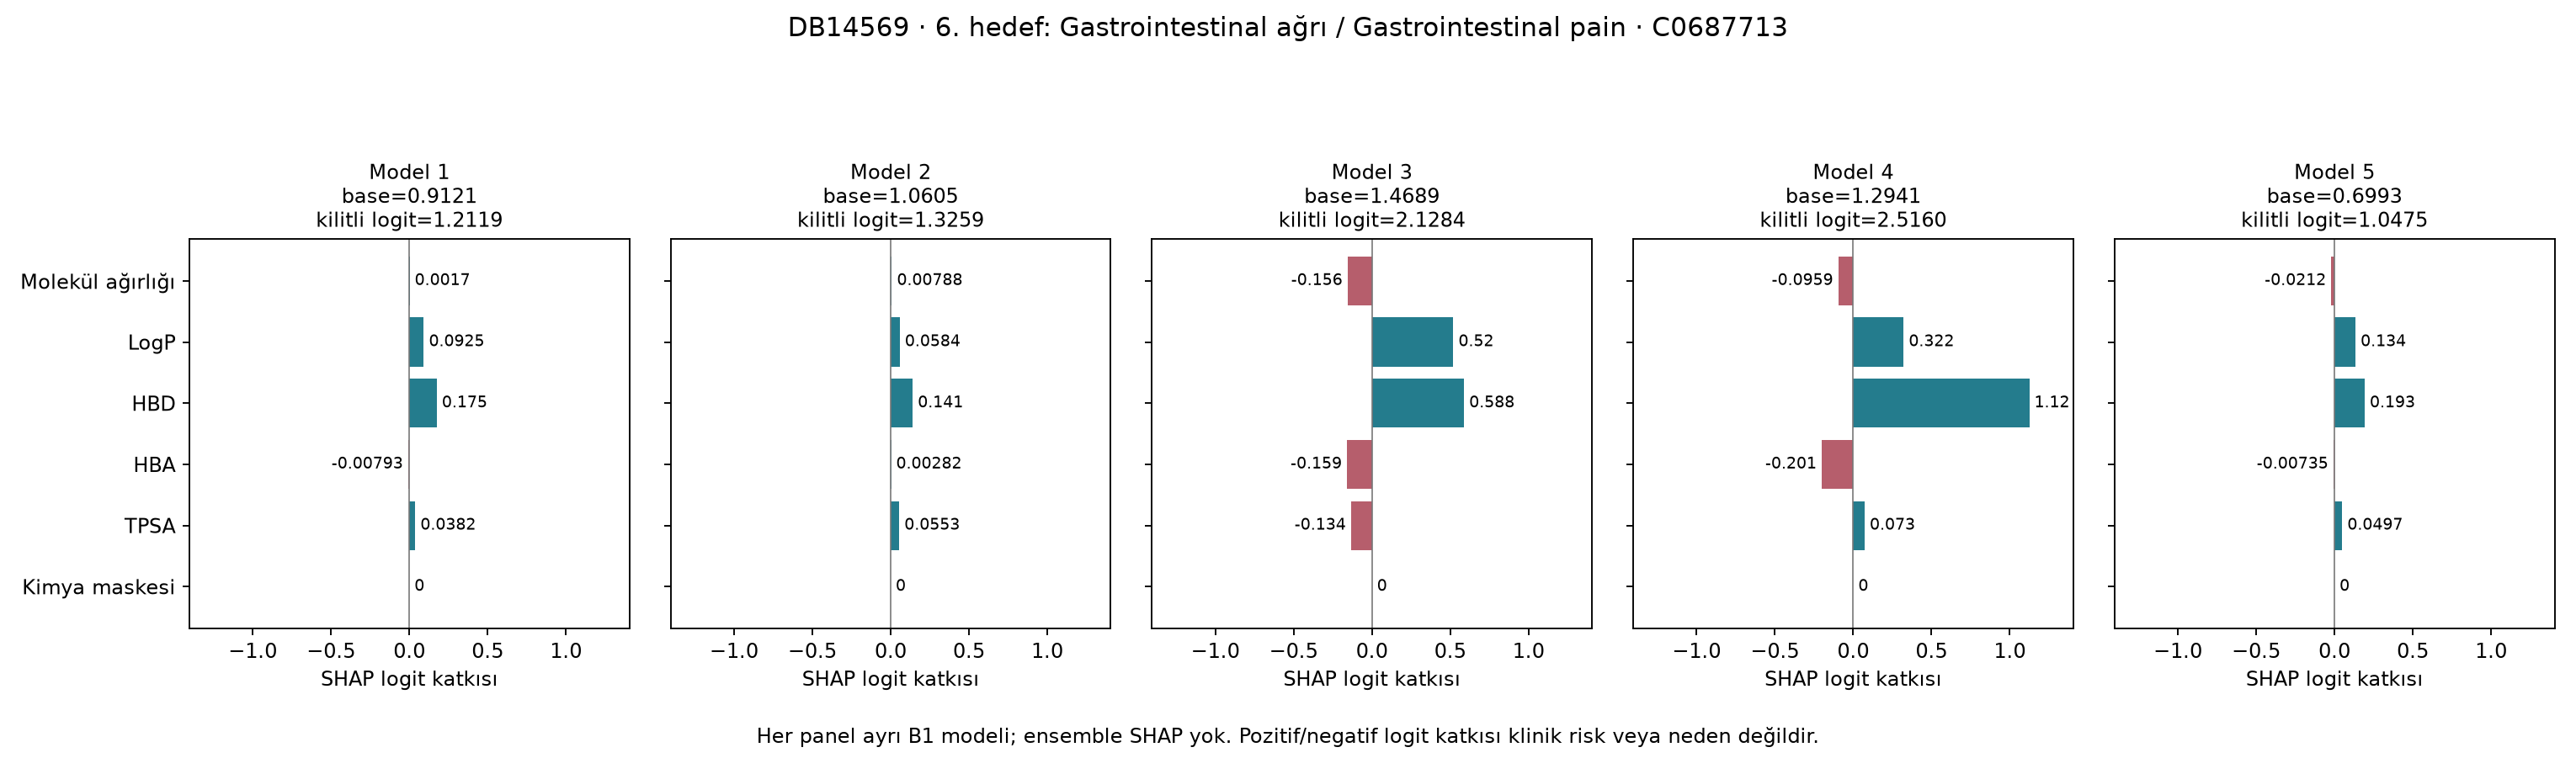 DB14569 · 6. hedef: Gastrointestinal ağrı / Gastrointestinal pain · C0687713
Model 1
base=0.9121
kilitli logit=1.2119
Model 2
base=1.0605
kilitli logit=1.3259
Model 3
base=1.4689
kilitli logit=2.1284
Model 4
base=1.2941
kilitli logit=2.5160
Model 5
base=0.6993
kilitli logit=1.0475
Molekül ağırlığı 0.0017 0.00788 -0.156 -0.0959 -0.0212
LogP 0.0925 0.0584 0.52 0.322 0.134
HBD 0.175 0.141 0.588 1.12 0.193
HBA -0.00793 0.00282 -0.159 -0.201 -0.00735
TPSA 0.0382 0.0553 -0.134 0.073 0.0497
Kimya maskesi 0 0 0 0 0
−1.0 −0.5 0.0 0.5 1.0 −1.0 −0.5 0.0 0.5 1.0 −1.0 −0.5 0.0 0.5 1.0 −1.0 −0.5 0.0 0.5 1.0 −1.0 −0.5 0.0 0.5 1.0
SHAP logit katkısı SHAP logit katkısı SHAP logit katkısı SHAP logit katkısı SHAP logit katkısı
Her panel ayrı B1 modeli; ensemble SHAP yok. Pozitif/negatif logit katkısı klinik risk veya neden değildir.